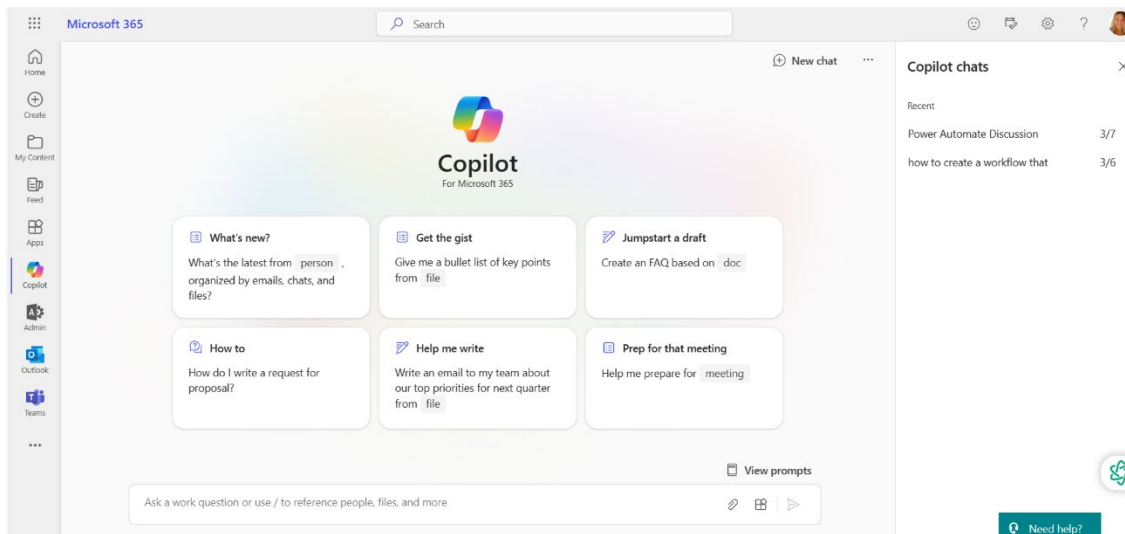 Microsoft 365
Search
Home
Create
My Content
Feed
Apps
Copilot
Admin
Outlook
Teams
New chat
Copilot
For Microsoft 365
What's new?
What's the latest from person ,
organized by emails, chats, and
files?
Get the gist
Give me a bullet list of key points
from file
Jumpstart a draft
Create an FAQ based on doc
How to
How do I write a request for
proposal?
Help me write
Write an email to my team about
our top priorities for next quarter
from file
Prep for that meeting
Help me prepare for meeting
View prompts
Ask a work question or use / to reference people, files, and more
Copilot chats
Recent
Power Automate Discussion 3/7
how to create a workflow that 3/6
Need help?